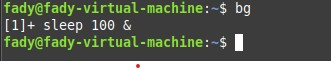 fady@fady-virtual-machine:~$ bg
[1]+ sleep 100 &
fady@fady-virtual-machine:~$